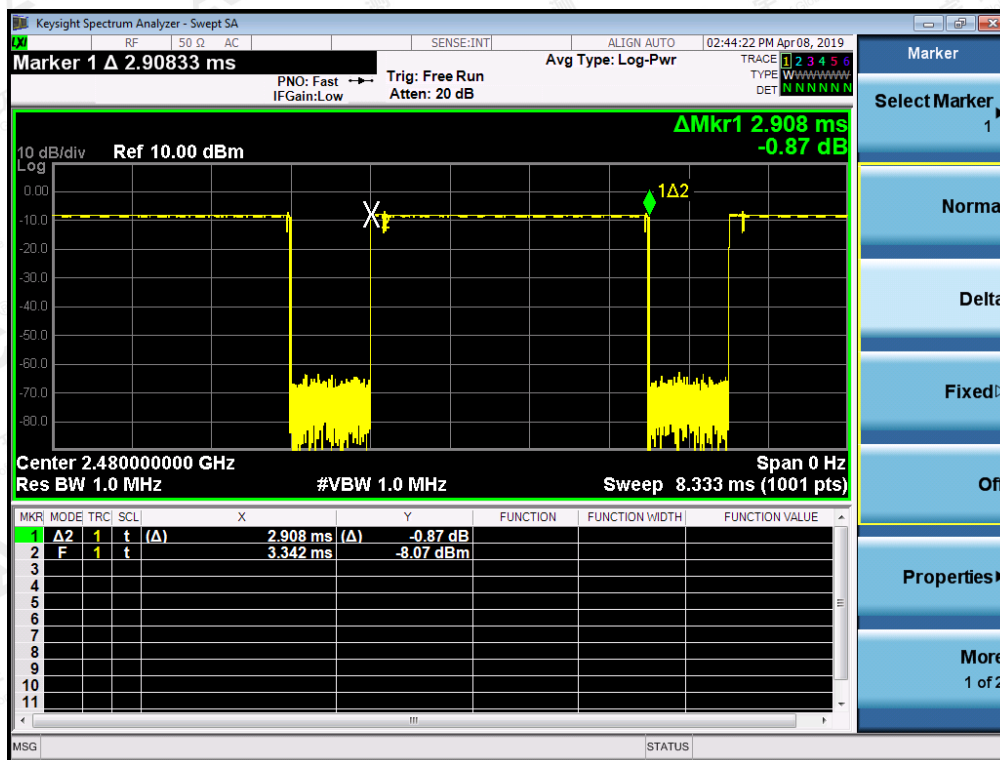 Keysight Spectrum Analyzer - Swept SA
LXI RF 50 Ω AC SENSE:INT ALIGN AUTO 02:44:22 PM Apr 08, 2019
Marker 1 Δ 2.90833 ms
PNO: Fast
IFGain:Low
Trig: Free Run
Atten: 20 dB
Avg Type: Log-Pwr
TRACE 1 2 3 4 5 6
TYPE WWWWWW
DET N N N N N N
ΔMkr1 2.908 ms
-0.87 dB
10 dB/div Ref 10.00 dBm
Log
0.00
-10.0
-20.0
-30.0
-40.0
-50.0
-60.0
-70.0
-80.0
1Δ2
Center 2.480000000 GHz Span 0 Hz
Res BW 1.0 MHz #VBW 1.0 MHz Sweep 8.333 ms (1001 pts)
MKR MODE TRC SCL X Y FUNCTION FUNCTION WIDTH FUNCTION VALUE
1 Δ2 1 t (Δ) 2.908 ms (Δ) -0.87 dB
2 F 1 t 3.342 ms -8.07 dBm
3
4
5
6
7
8
9
10
11
MSG STATUS
Marker
Select Marker
1
Norma
Delta
Fixed
Off
Properties
More
1 of 2